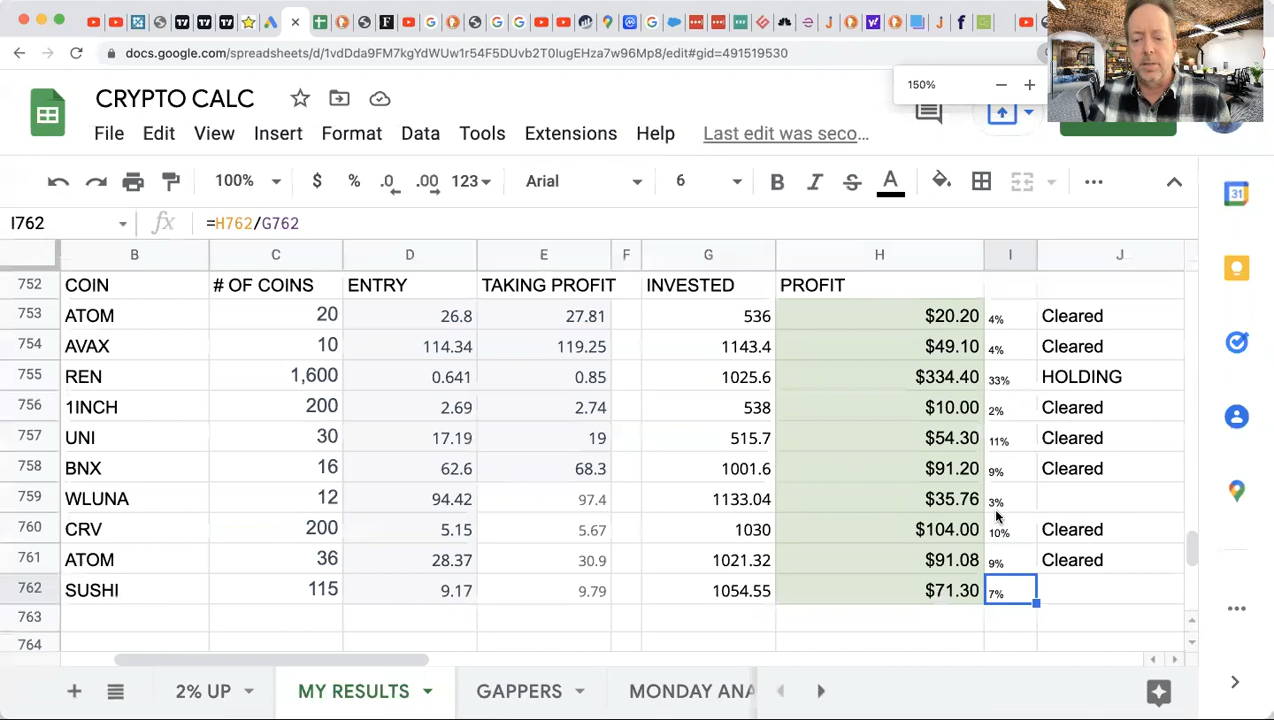 docs.google.com/spreadsheets/d/1vdDda9FM7kgYdWUw1r54F5DUvb2T0lugEHza7w96Mp8/edit#gid=491519530
150%
CRYPTO CALC
File Edit View Insert Format Data Tools Extensions Help Last edit was seco…
100% $ % .0 .00 123 Arial 6 B I S A
I762 fx =H762/G762
B C D E F G H I J
752 COIN # OF COINS ENTRY TAKING PROFIT INVESTED PROFIT
753 ATOM 20 26.8 27.81 536 $20.20 4% Cleared
754 AVAX 10 114.34 119.25 1143.4 $49.10 4% Cleared
755 REN 1,600 0.641 0.85 1025.6 $334.40 33% HOLDING
756 1INCH 200 2.69 2.74 538 $10.00 2% Cleared
757 UNI 30 17.19 19 515.7 $54.30 11% Cleared
758 BNX 16 62.6 68.3 1001.6 $91.20 9% Cleared
759 WLUNA 12 94.42 97.4 1133.04 $35.76 3%
760 CRV 200 5.15 5.67 1030 $104.00 10% Cleared
761 ATOM 36 28.37 30.9 1021.32 $91.08 9% Cleared
762 SUSHI 115 9.17 9.79 1054.55 $71.30 7%
763
764
2% UP MY RESULTS GAPPERS MONDAY ANA
31